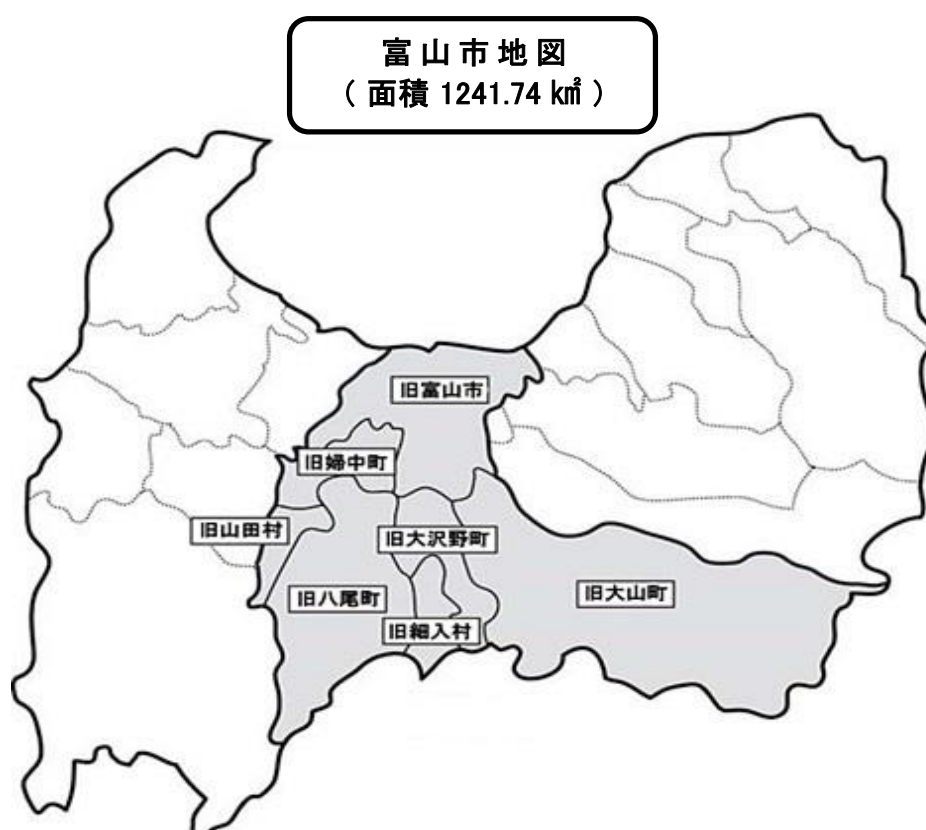 富山市地図
（ 面積 1241.74 ㎢ ）
旧富山市
旧婦中町
旧山田村
旧大沢野町
旧八尾町
旧大山町
旧細入村